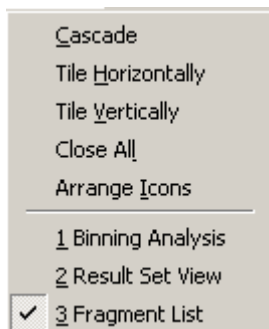 Cascade
Tile Horizontally
Tile Vertically
Close All
Arrange Icons
1 Binning Analysis
2 Result Set View
3 Fragment List